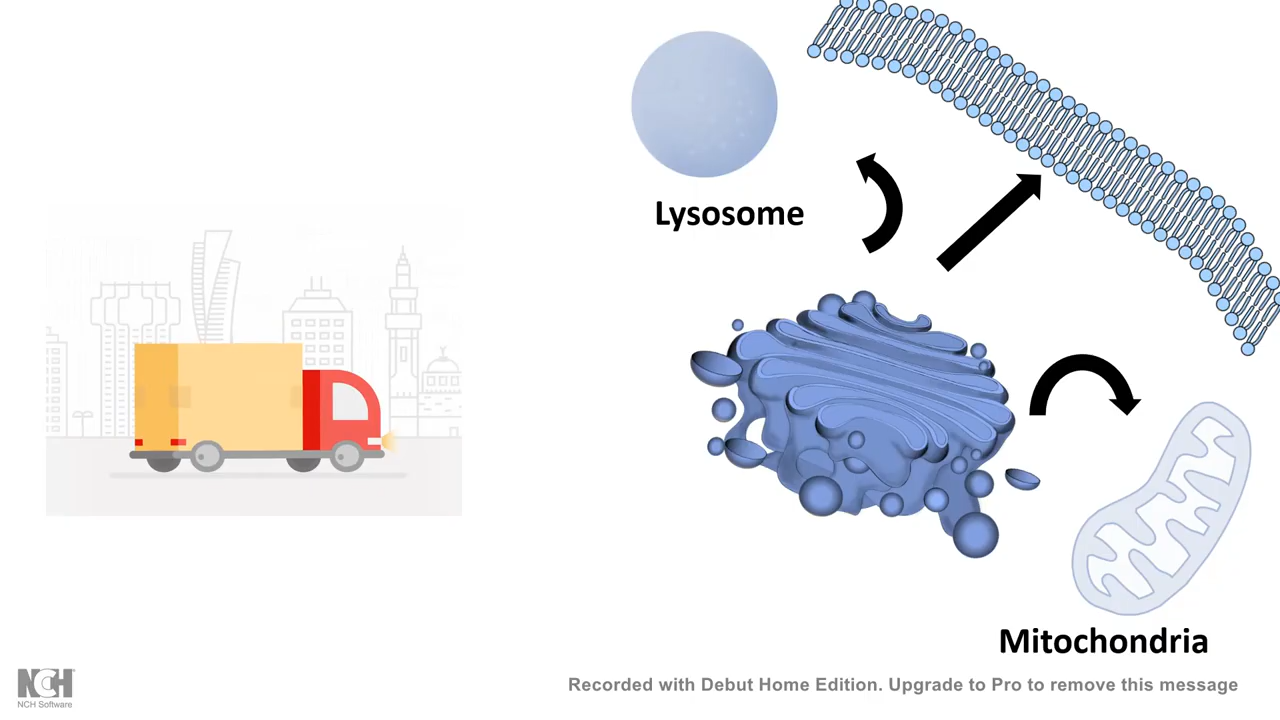 Lysosome
Mitochondria
NCH
NCH Software
Recorded with Debut Home Edition. Upgrade to Pro to remove this message